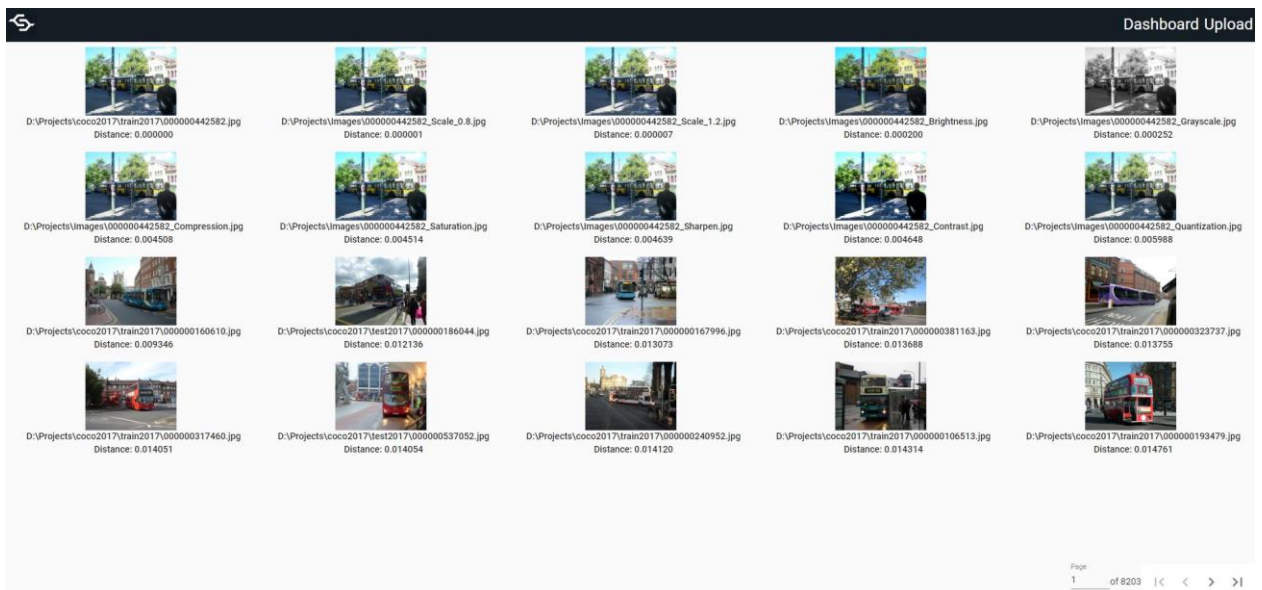 Dashboard Upload
D:\Projects\coco2017\train2017\000000442582.jpg
Distance: 0.000000
D:\Projects\Images\000000442582_Scale_0.8.jpg
Distance: 0.000001
D:\Projects\Images\000000442582_Scale_1.2.jpg
Distance: 0.000007
D:\Projects\Images\000000442582_Brightness.jpg
Distance: 0.000200
D:\Projects\Images\000000442582_Grayscale.jpg
Distance: 0.000252
D:\Projects\Images\000000442582_Compression.jpg
Distance: 0.004508
D:\Projects\Images\000000442582_Saturation.jpg
Distance: 0.004514
D:\Projects\Images\000000442582_Sharpen.jpg
Distance: 0.004639
D:\Projects\Images\000000442582_Contrast.jpg
Distance: 0.004648
D:\Projects\Images\000000442582_Quantization.jpg
Distance: 0.005988
D:\Projects\coco2017\train2017\000000160610.jpg
Distance: 0.009346
D:\Projects\coco2017\test2017\000000186044.jpg
Distance: 0.012136
D:\Projects\coco2017\train2017\000000167996.jpg
Distance: 0.013073
D:\Projects\coco2017\train2017\000000381163.jpg
Distance: 0.013688
D:\Projects\coco2017\train2017\000000323737.jpg
Distance: 0.013755
D:\Projects\coco2017\train2017\000000317460.jpg
Distance: 0.014051
D:\Projects\coco2017\test2017\000000537052.jpg
Distance: 0.014054
D:\Projects\coco2017\train2017\000000240952.jpg
Distance: 0.014120
D:\Projects\coco2017\train2017\000000106513.jpg
Distance: 0.014314
D:\Projects\coco2017\train2017\000000193479.jpg
Distance: 0.014761
Page
1 of 8203